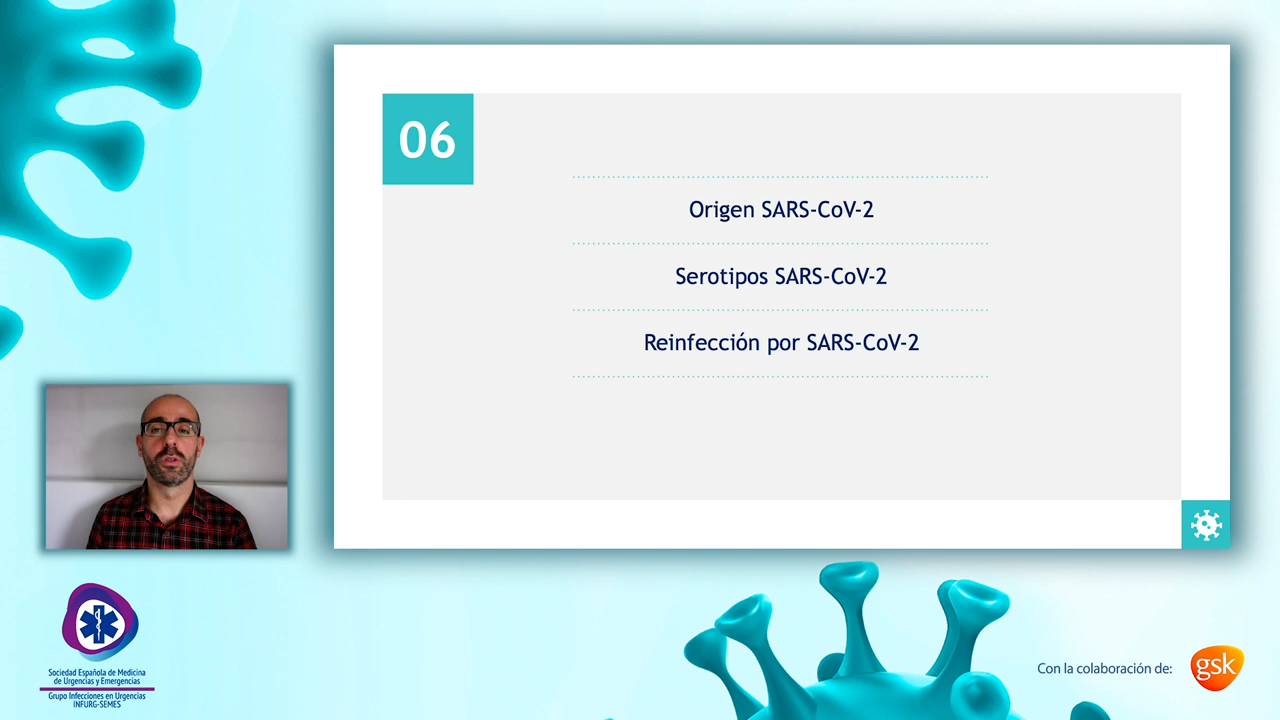 06
Origen SARS-CoV-2
Serotipos SARS-CoV-2
Reinfección por SARS-CoV-2
Sociedad Española de Medicina
de Urgencias y Emergencias
Grupo Infecciones en Urgencias
INFURG-SEMES
Con la colaboración de:
gsk